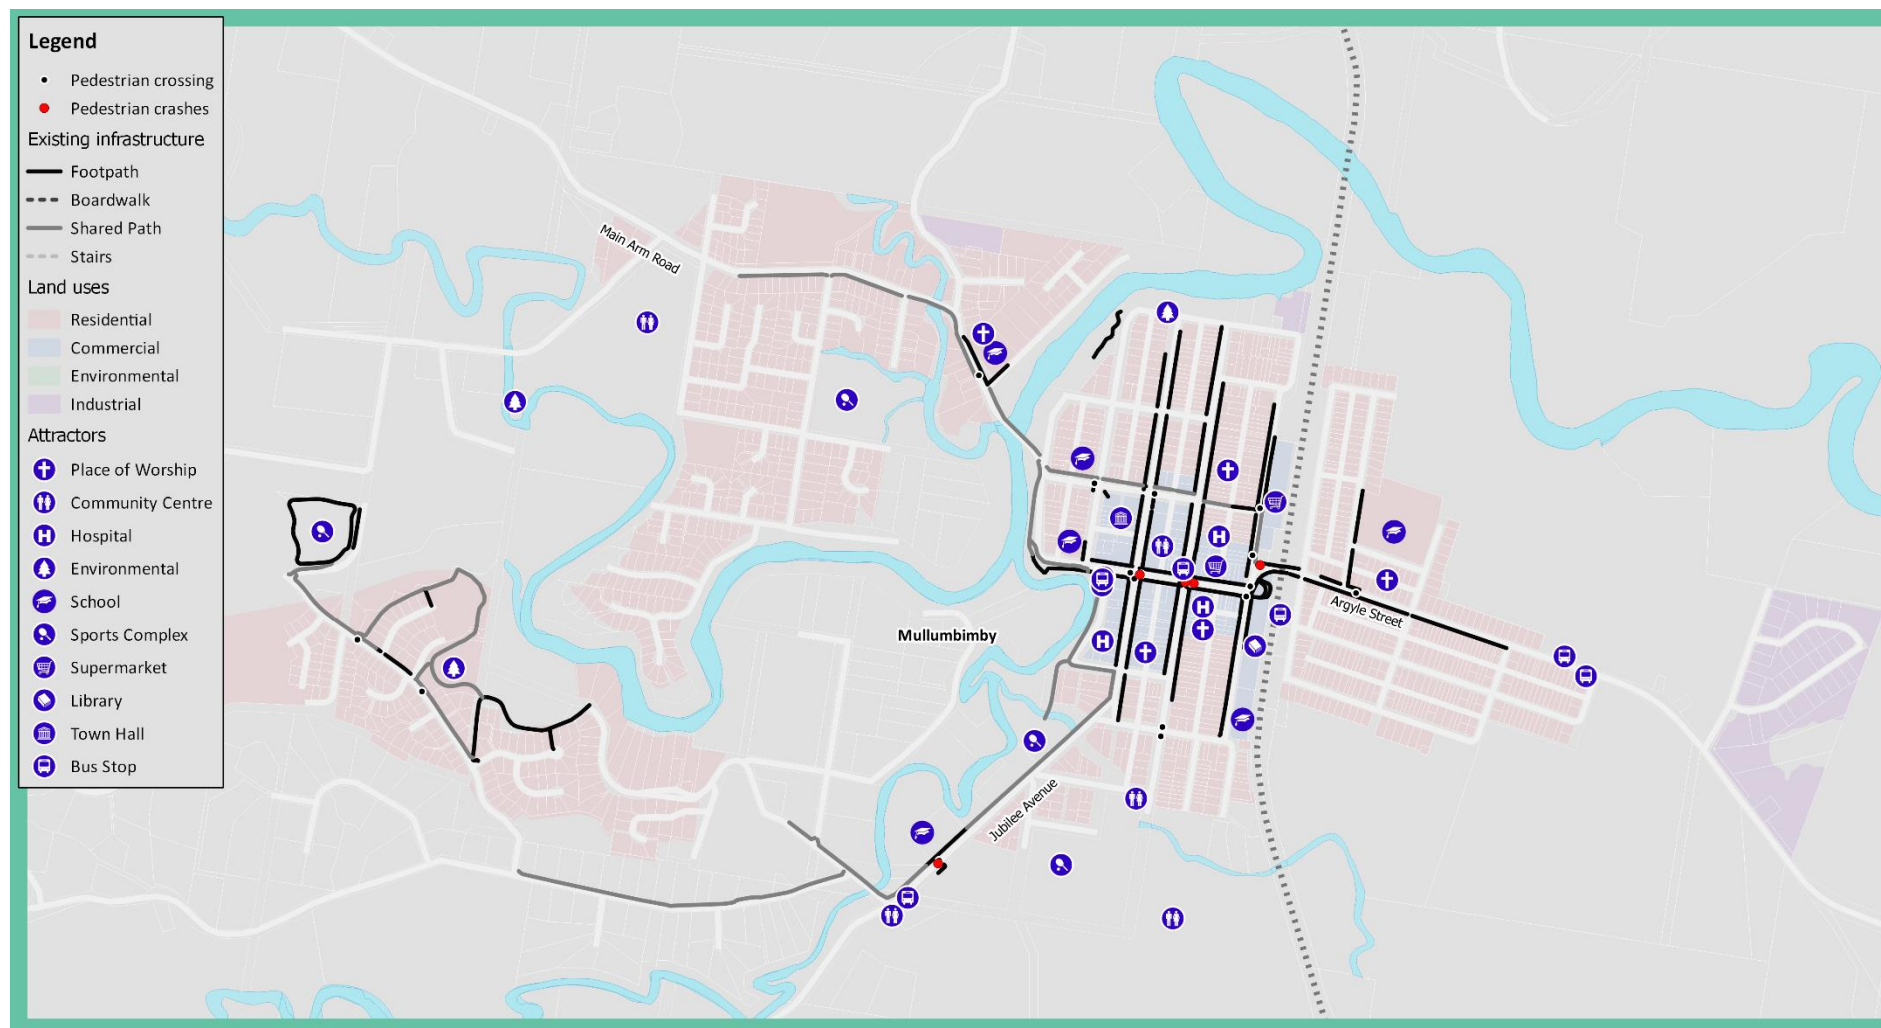 Legend
Pedestrian crossing
Pedestrian crashes
Existing infrastructure
Footpath
Boardwalk
Shared Path
Stairs
Land uses
Residential
Commercial
Environmental
Industrial
Attractors
Place of Worship
Community Centre
Hospital
Environmental
School
Sports Complex
Supermarket
Library
Town Hall
Bus Stop
Main Arm Road
Argyle Street
Mullumbimby
Jubilee Avenue